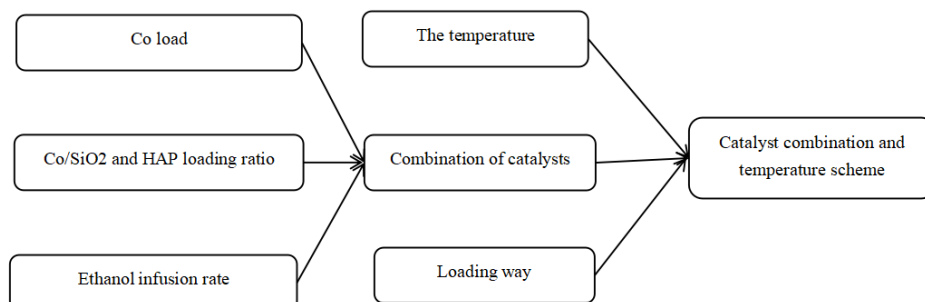 Co load
The temperature
Co/SiO2 and HAP loading ratio
Combination of catalysts
Catalyst combination and
temperature scheme
Ethanol infusion rate
Loading way